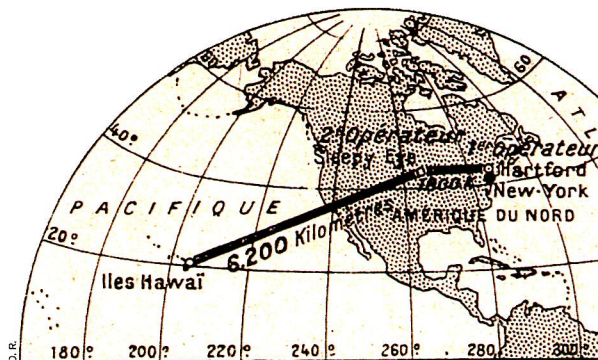 60
ATL
40°
2e Opérateur
1er Opérateur
Sleepy Eye
Hartford
New-York
PACIFIQUE
AMÉRIQUE DU NORD
20°
6.200 Kilomètres
Iles Hawaï
180°
200°
220°
240°
260°
280°
300°
D.R.